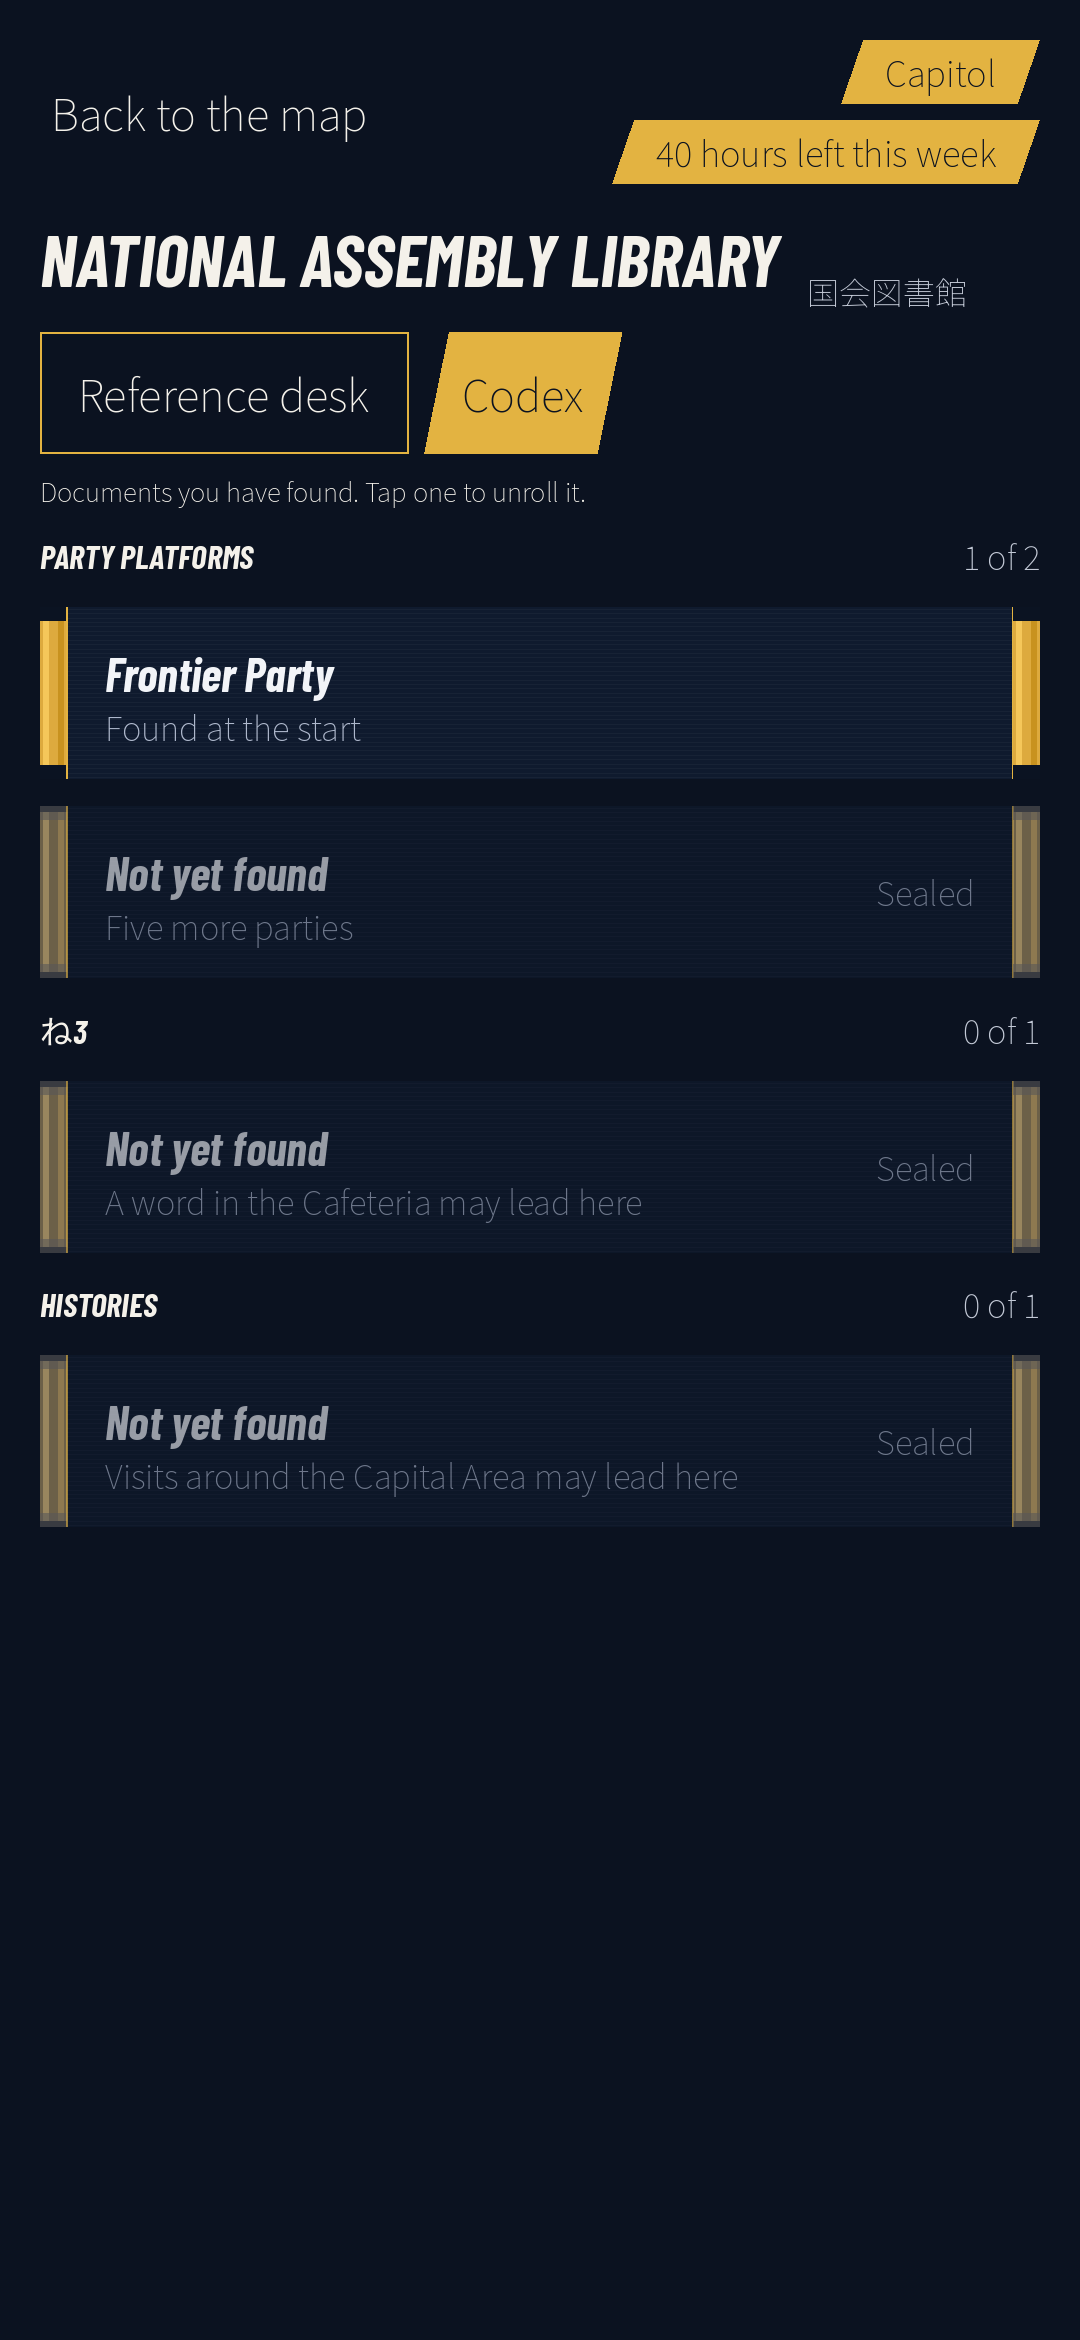 Back to the map
Capitol
40 hours left this week
NATIONAL ASSEMBLY LIBRARY 国会図書館
Reference desk
Codex
Documents you have found. Tap one to unroll it.
PARTY PLATFORMS
1 of 2
Frontier Party
Found at the start
Not yet found
Five more parties
Sealed
ね3
0 of 1
Not yet found
A word in the Cafeteria may lead here
Sealed
HISTORIES
0 of 1
Not yet found
Visits around the Capital Area may lead here
Sealed